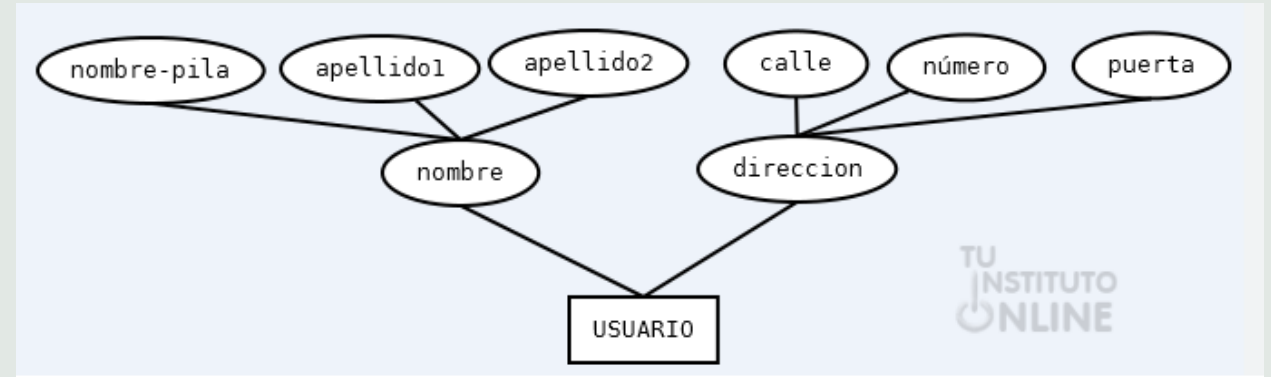 nombre-pila
apellido1
apellido2
calle
número
puerta
nombre
direccion
USUARIO
TU
INSTITUTO
ONLINE